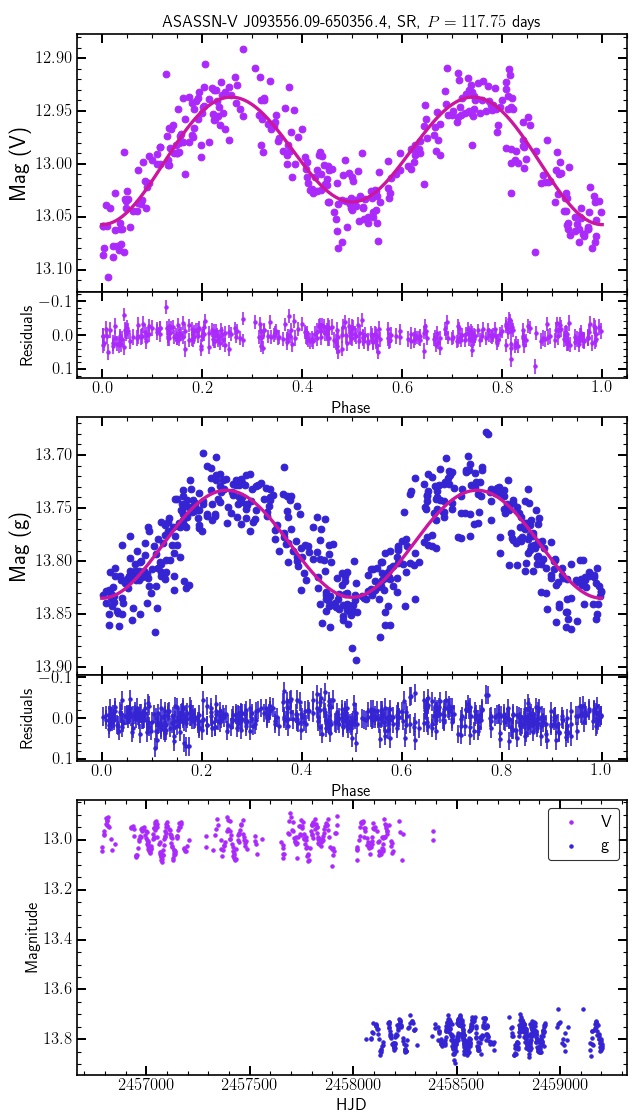 ASASSN-V J093556.09-650356.4, SR, P = 117.75 days
12.90
12.95
13.00
13.05
13.10
Mag (V)
−0.1
0.0
0.1
Residuals
0.0 0.2 0.4 0.6 0.8 1.0
Phase
13.70
13.75
13.80
13.85
13.90
Mag (g)
−0.1
0.0
0.1
Residuals
0.0 0.2 0.4 0.6 0.8 1.0
Phase
V
g
13.0
13.2
13.4
13.6
13.8
Magnitude
2457000 2457500 2458000 2458500 2459000
HJD